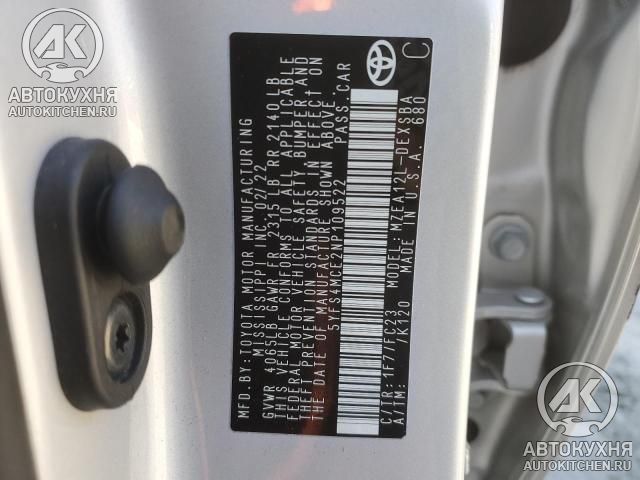 MFD. BY: TOYOTA MOTOR MANUFACTURING
MISSISSIPPI INC. 02/22
GVWR 4065LB GAWR FR 2315 LB RR 2140 LB
THIS VEHICLE CONFORMS TO ALL APPLICABLE
FEDERAL MOTOR VEHICLE SAFETY BUMPER, AND
THEFT PREVENTION STANDARDS IN EFFECT ON
THE DATE OF MANUFACTURE SHOWN ABOVE.
5YFS4MCE2NP109522 PASS. CAR
C/TR: 1F7/FC23 MODEL: MZEA12L-DEXSBA
A/TM: /K120 MADE IN U.S.A. 680
C
AK
АВТОКУХНЯ
AUTOKITCHEN.RU
AK
АВТОКУХНЯ
AUTOKITCHEN.RU